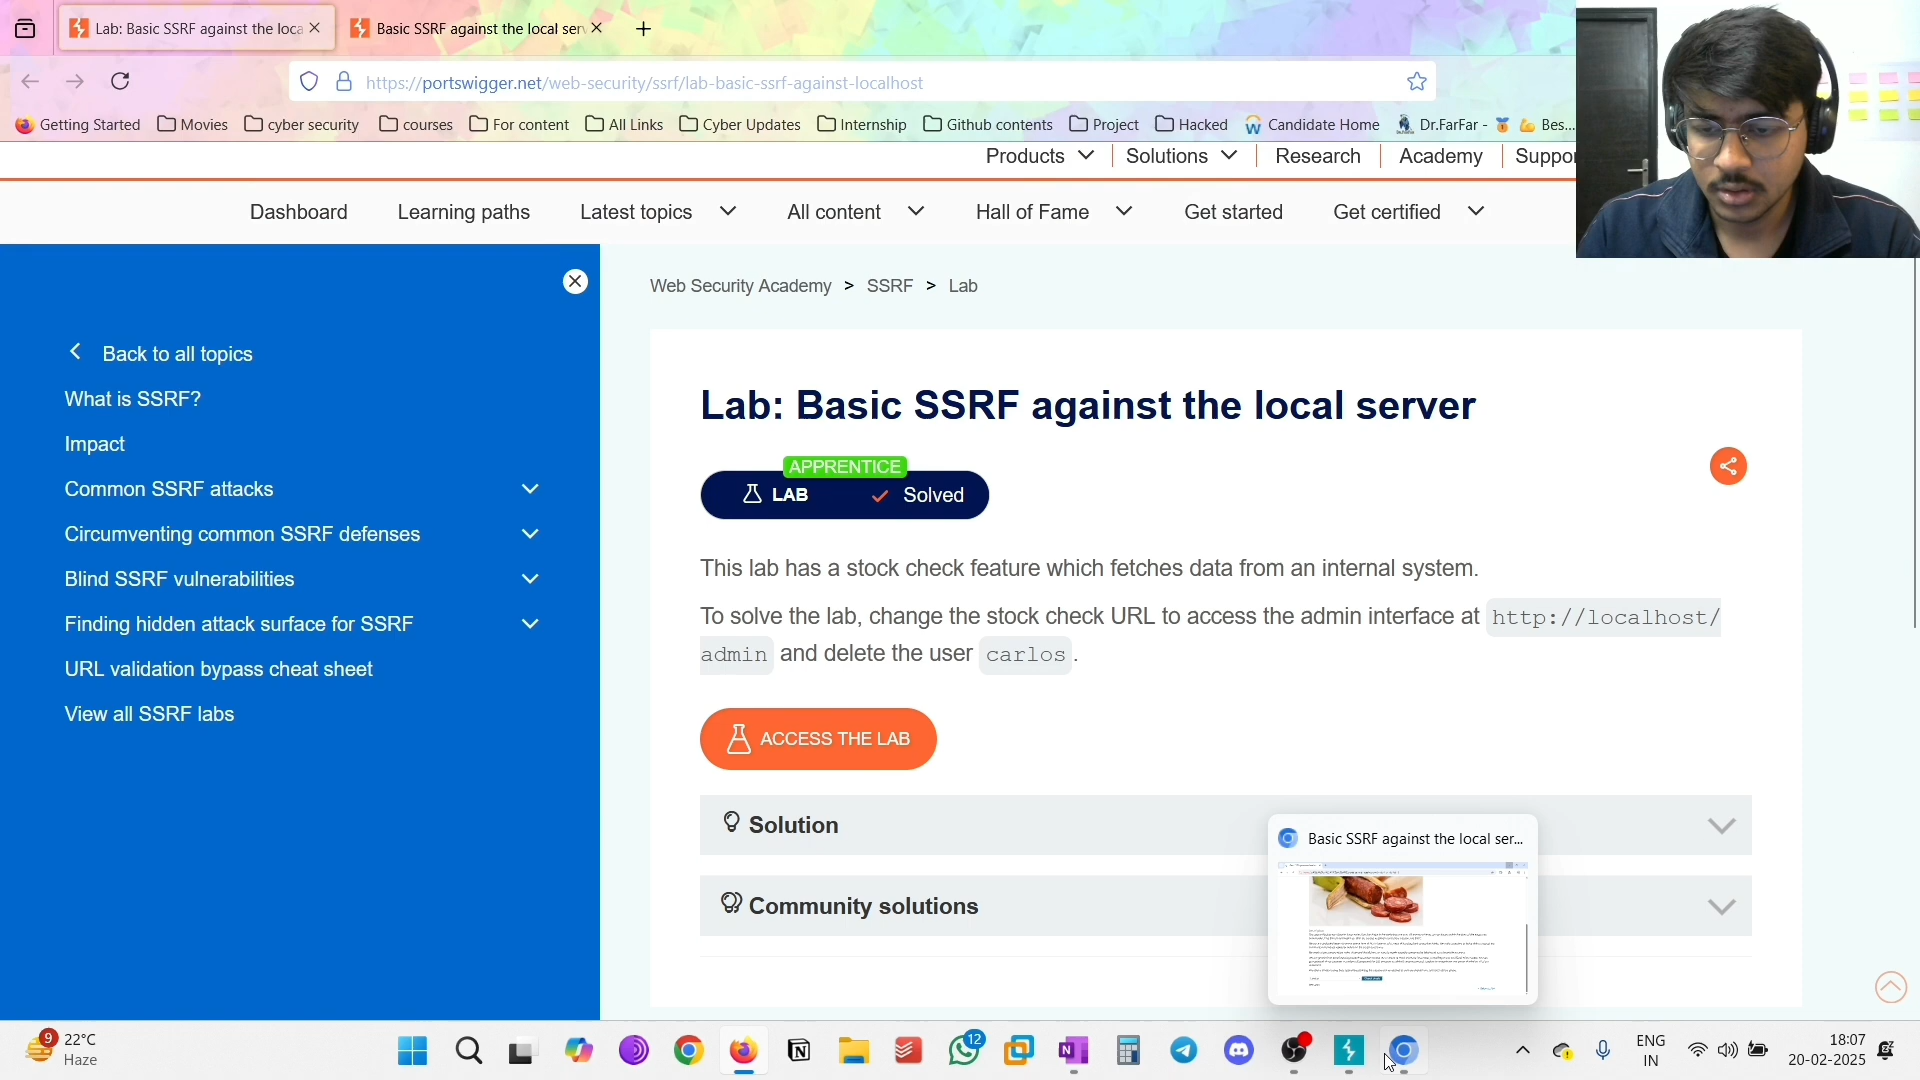 Lab: Basic SSRF against the loca
Basic SSRF against the local ser
https://portswigger.net/web-security/ssrf/lab-basic-ssrf-against-localhost
Getting Started
Movies
cyber security
courses
For content
All Links
Cyber Updates
Internship
Github contents
Project
Hacked
Candidate Home
Dr.FarFar -
Bes...
Products
Solutions
Research
Academy
Suppor
Dashboard
Learning paths
Latest topics
All content
Hall of Fame
Get started
Get certified
Web Security Academy > SSRF > Lab
Back to all topics
What is SSRF?
Impact
Common SSRF attacks
Circumventing common SSRF defenses
Blind SSRF vulnerabilities
Finding hidden attack surface for SSRF
URL validation bypass cheat sheet
View all SSRF labs
Lab: Basic SSRF against the local server
APPRENTICE
LAB
Solved
This lab has a stock check feature which fetches data from an internal system.
To solve the lab, change the stock check URL to access the admin interface at http://localhost/
admin and delete the user carlos.
ACCESS THE LAB
Solution
Community solutions
Basic SSRF against the local ser...
9
22°C
Haze
12
ENG
IN
18:07
20-02-2025